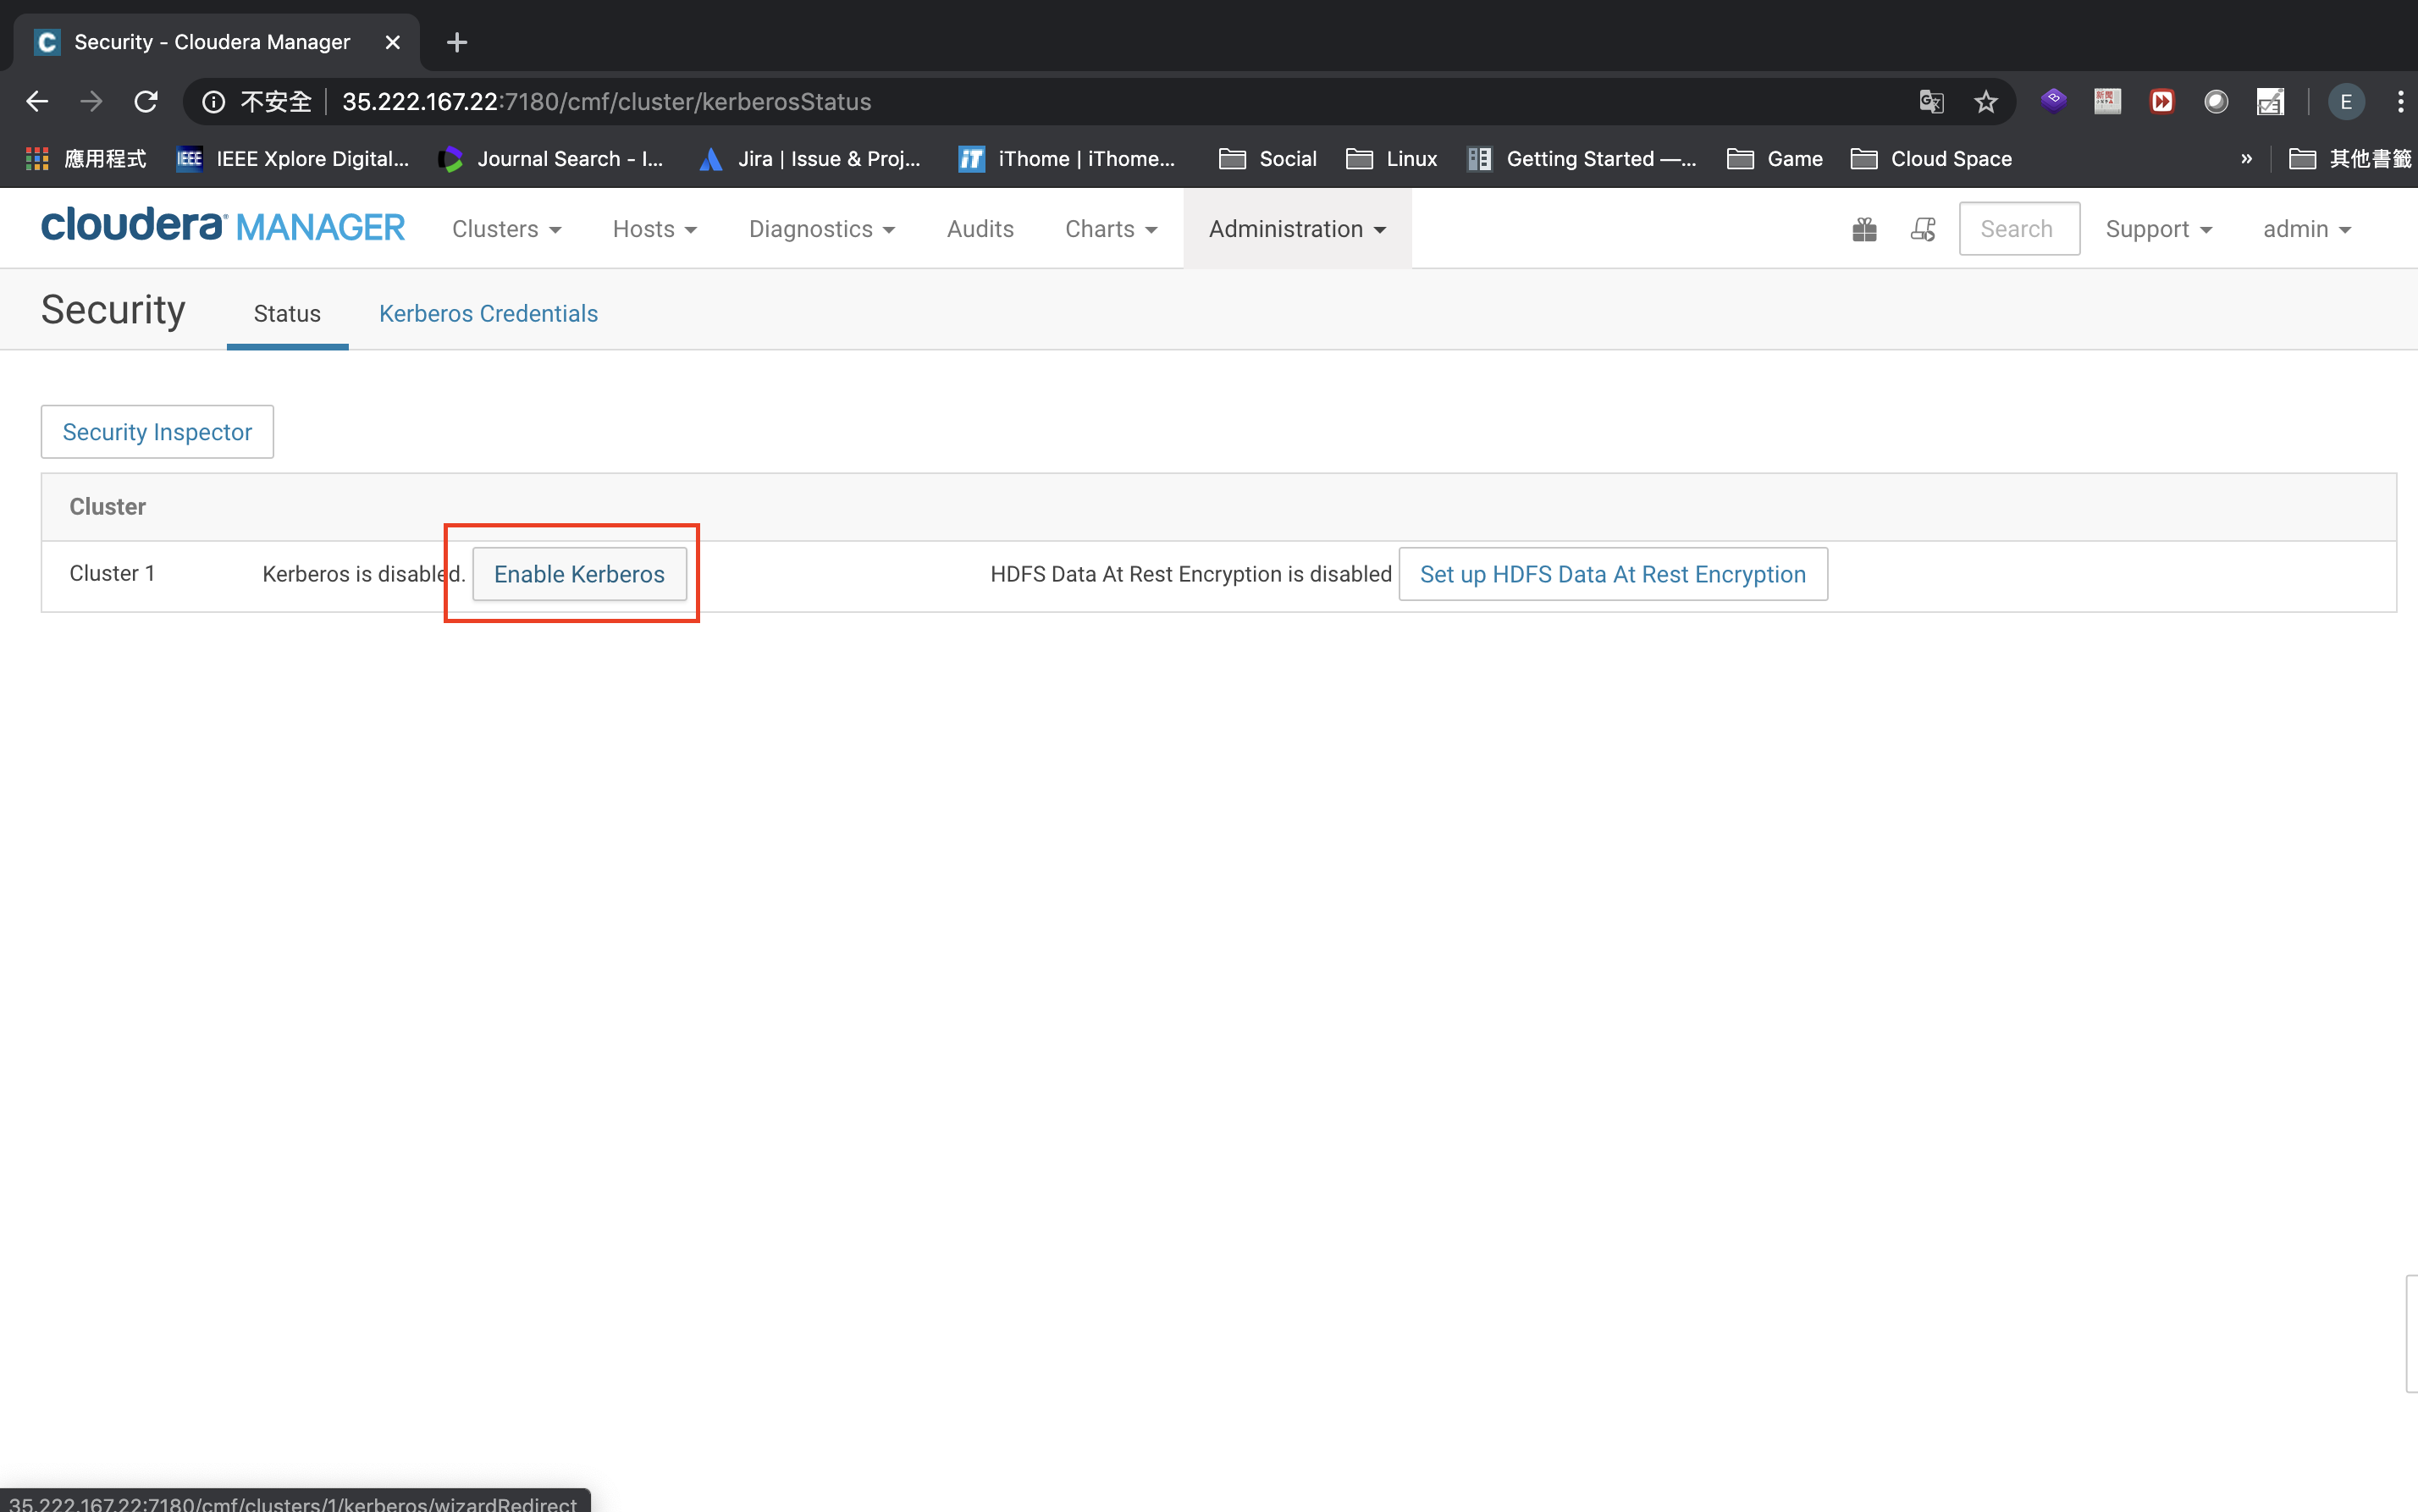 Security - Cloudera Manager
不安全 35.222.167.22:7180/cmf/cluster/kerberosStatus
E
應用程式 IEEE Xplore Digital... Journal Search - I... Jira | Issue & Proj... iThome | iThome... Social Linux Getting Started —... Game Cloud Space » 其他書籤
cloudera MANAGER Clusters Hosts Diagnostics Audits Charts Administration Search Support admin
Security Status Kerberos Credentials
Security Inspector
Cluster
Cluster 1 Kerberos is disabled. Enable Kerberos HDFS Data At Rest Encryption is disabled Set up HDFS Data At Rest Encryption
35.222.167.22:7180/cmf/clusters/1/kerberos/wizardRedirect